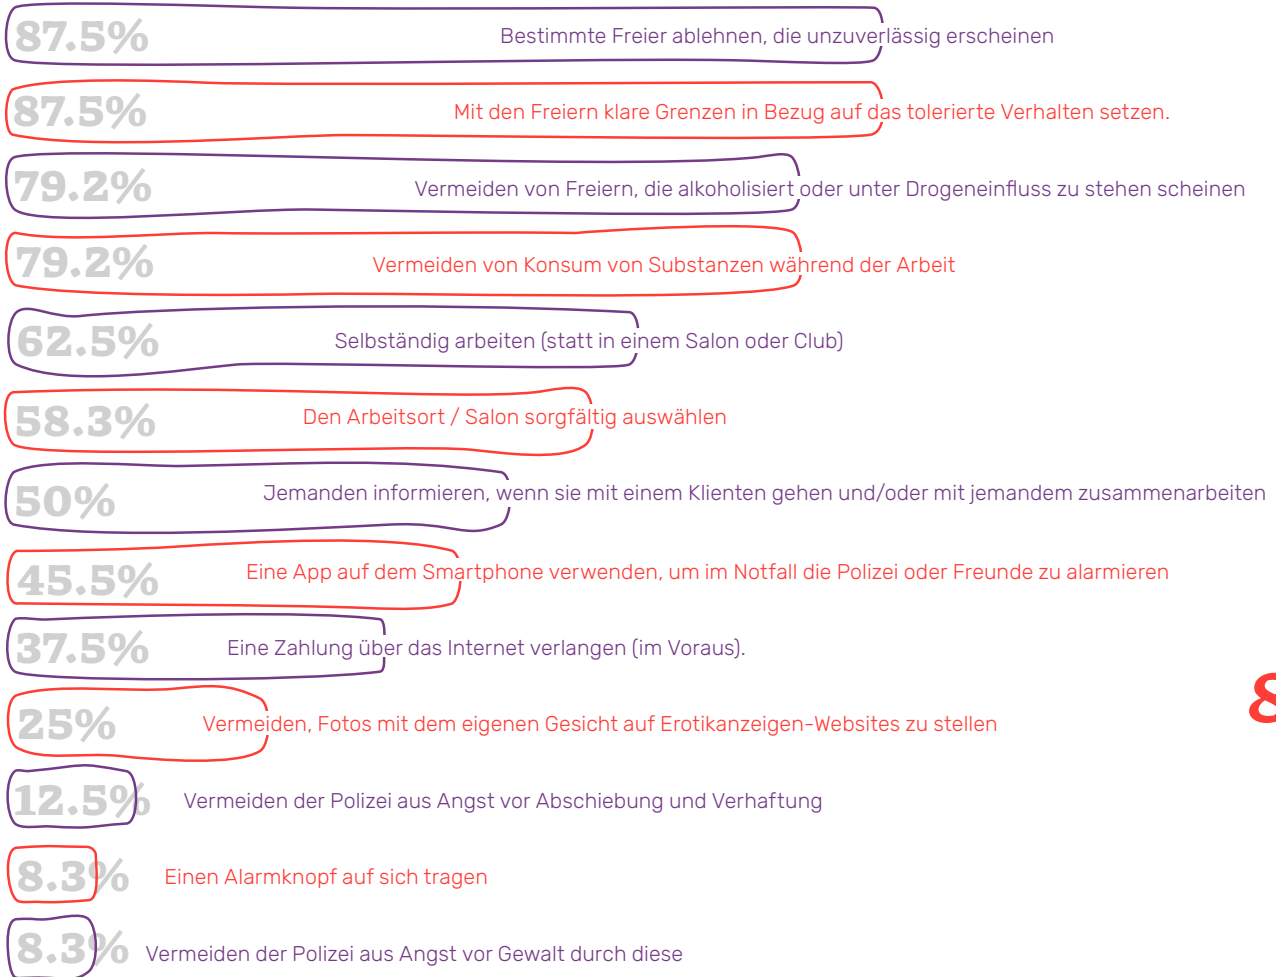 87.5% Bestimmte Freier ablehnen, die unzuverlässig erscheinen
87.5% Mit den Freiern klare Grenzen in Bezug auf das tolerierte Verhalten setzen.
79.2% Vermeiden von Freiern, die alkoholisiert oder unter Drogeneinfluss zu stehen scheinen
79.2% Vermeiden von Konsum von Substanzen während der Arbeit
62.5% Selbständig arbeiten (statt in einem Salon oder Club)
58.3% Den Arbeitsort / Salon sorgfältig auswählen
50% Jemanden informieren, wenn sie mit einem Klienten gehen und/oder mit jemandem zusammenarbeiten
45.5% Eine App auf dem Smartphone verwenden, um im Notfall die Polizei oder Freunde zu alarmieren
37.5% Eine Zahlung über das Internet verlangen (im Voraus).
25% Vermeiden, Fotos mit dem eigenen Gesicht auf Erotikanzeigen-Websites zu stellen
8
12.5% Vermeiden der Polizei aus Angst vor Abschiebung und Verhaftung
8.3% Einen Alarmknopf auf sich tragen
8.3% Vermeiden der Polizei aus Angst vor Gewalt durch diese